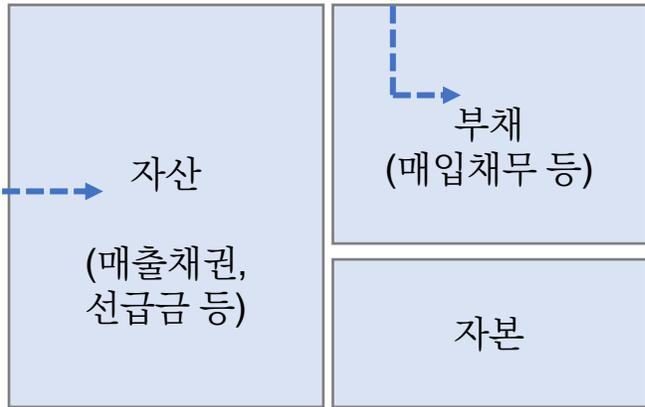 자산
(매출채권,
선급금 등)
부채
(매입채무 등)
자본